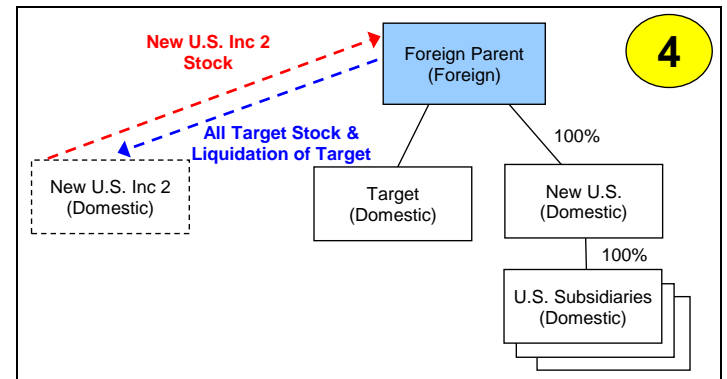 New U.S. Inc 2
Stock
Foreign Parent
(Foreign)
4
All Target Stock &
Liquidation of Target
100%
New U.S. Inc 2
(Domestic)
Target
(Domestic)
New U.S.
(Domestic)
100%
U.S. Subsidiaries
(Domestic)